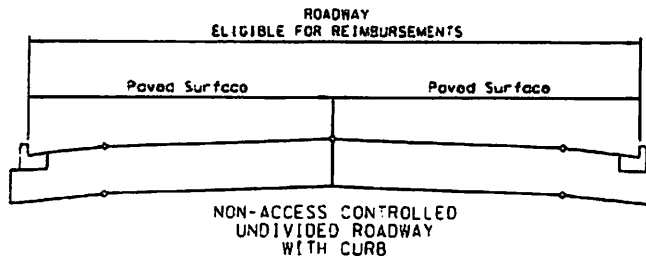 ROADWAY
ELIGIBLE FOR REIMBURSEMENTS
Paved Surface Paved Surface
NON-ACCESS CONTROLLED
UNDIVIDED ROADWAY
WITH CURB